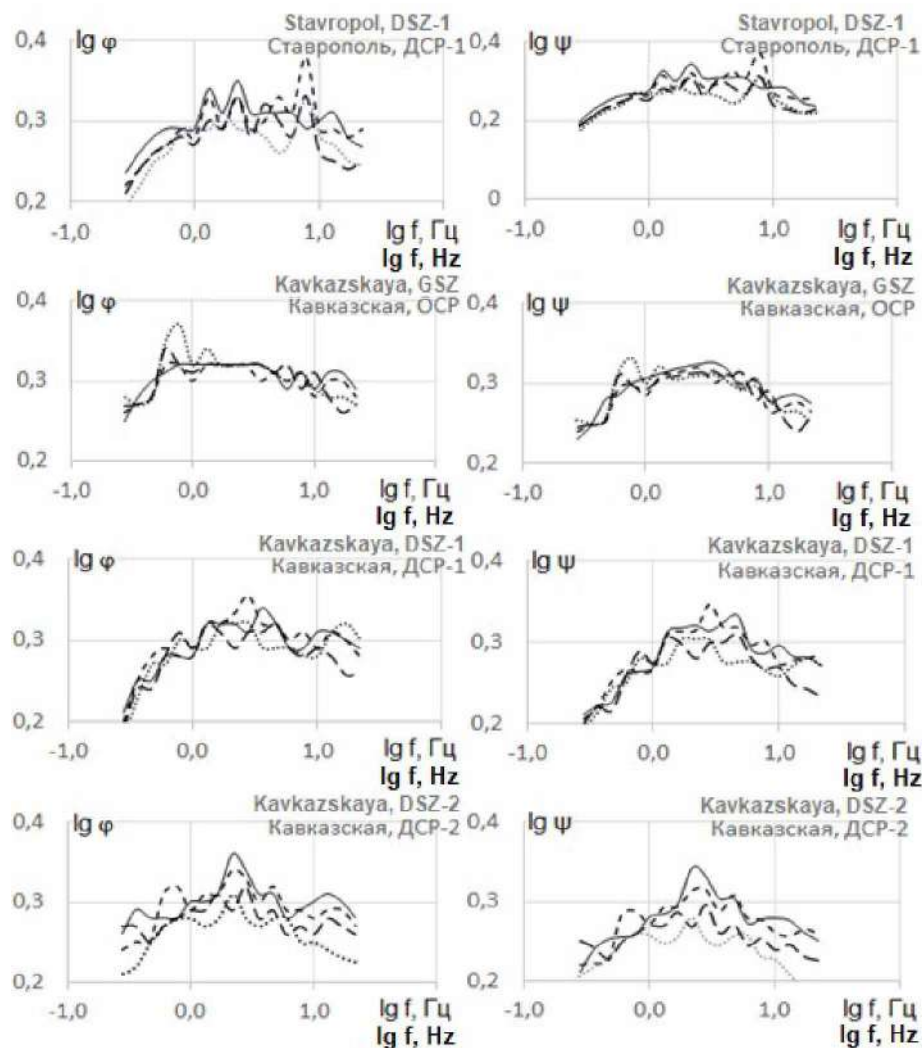 Stavropol, DSZ-1
Ставрополь, ДСР-1
lg φ
0,4
0,3
0,2
-1,0 0,0 1,0
lg f, Гц
lg f, Hz
Stavropol, DSZ-1
Ставрополь, ДСР-1
lg ψ
0,4
0,2
0
-1,0 0,0 1,0
lg f, Гц
lg f, Hz
Kavkazskaya, GSZ
Кавказская, ОСР
lg φ
0,4
0,3
0,2
-1,0 0,0 1,0
lg f, Гц
lg f, Hz
Kavkazskaya, GSZ
Кавказская, ОСР
lg ψ
0,4
0,3
0,2
-1,0 0,0 1,0
lg f, Гц
lg f, Hz
Kavkazskaya, DSZ-1
Кавказская, ДСР-1
lg φ
0,4
0,3
0,2
-1,0 0,0 1,0
lg f, Гц
lg f, Hz
Kavkazskaya, DSZ-1
Кавказская, ДСР-1
lg ψ
0,4
0,3
0,2
-1,0 0,0 1,0
lg f, Гц
lg f, Hz
Kavkazskaya, DSZ-2
Кавказская, ДСР-2
lg φ
0,4
0,3
0,2
-1,0 0,0 1,0
lg f, Гц
lg f, Hz
Kavkazskaya, DSZ-2
Кавказская, ДСР-2
lg ψ
0,4
0,3
0,2
-1,0 0,0 1,0
lg f, Гц
lg f, Hz